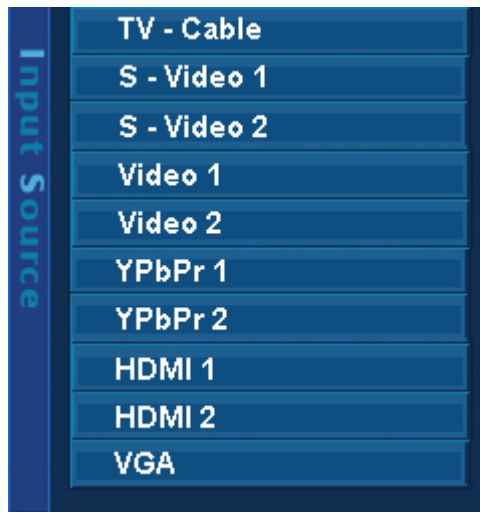 Input Source
TV - Cable
S - Video 1
S - Video 2
Video 1
Video 2
YPbPr 1
YPbPr 2
HDMI 1
HDMI 2
VGA